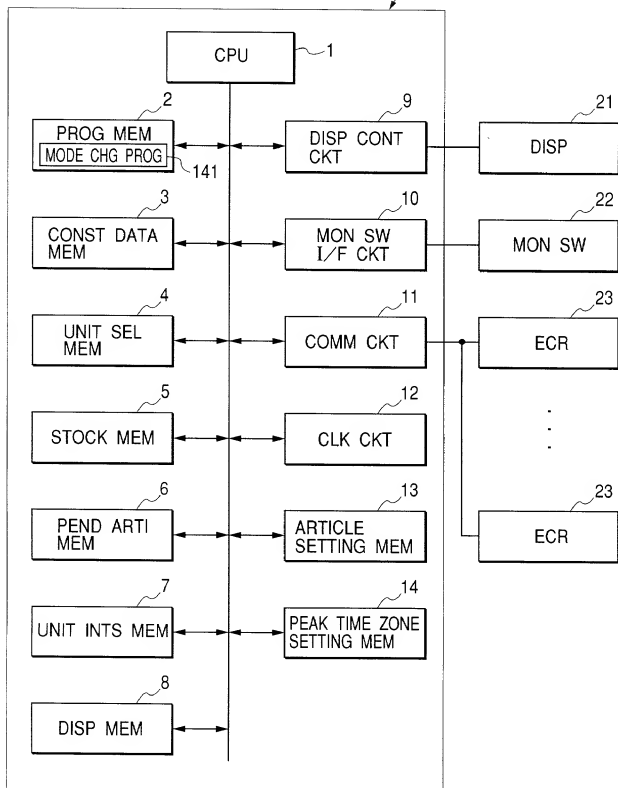 CPU
1
2
PROG MEM
MODE CHG PROG
141
9
DISP CONT
CKT
21
DISP
3
CONST DATA
MEM
10
MON SW
I/F CKT
22
MON SW
4
UNIT SEL
MEM
11
COMM CKT
23
ECR
5
STOCK MEM
12
CLK CKT
6
PEND ARTI
MEM
13
ARTICLE
SETTING MEM
23
ECR
7
UNIT INTS MEM
14
PEAK TIME ZONE
SETTING MEM
8
DISP MEM